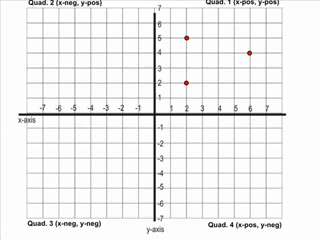 Quad. 2 (x-neg, y-pos)
Quad. 1 (x-pos, y-pos)
7
6
5
4
3
2
1
-7 -6 -5 -4 -3 -2 -1 1 2 3 4 5 6 7 8
x-axis
-1
-2
-3
-4
-5
-6
-7
Quad. 3 (x-neg, y-neg)
Quad. 4 (x-pos, y-neg)
y-axis